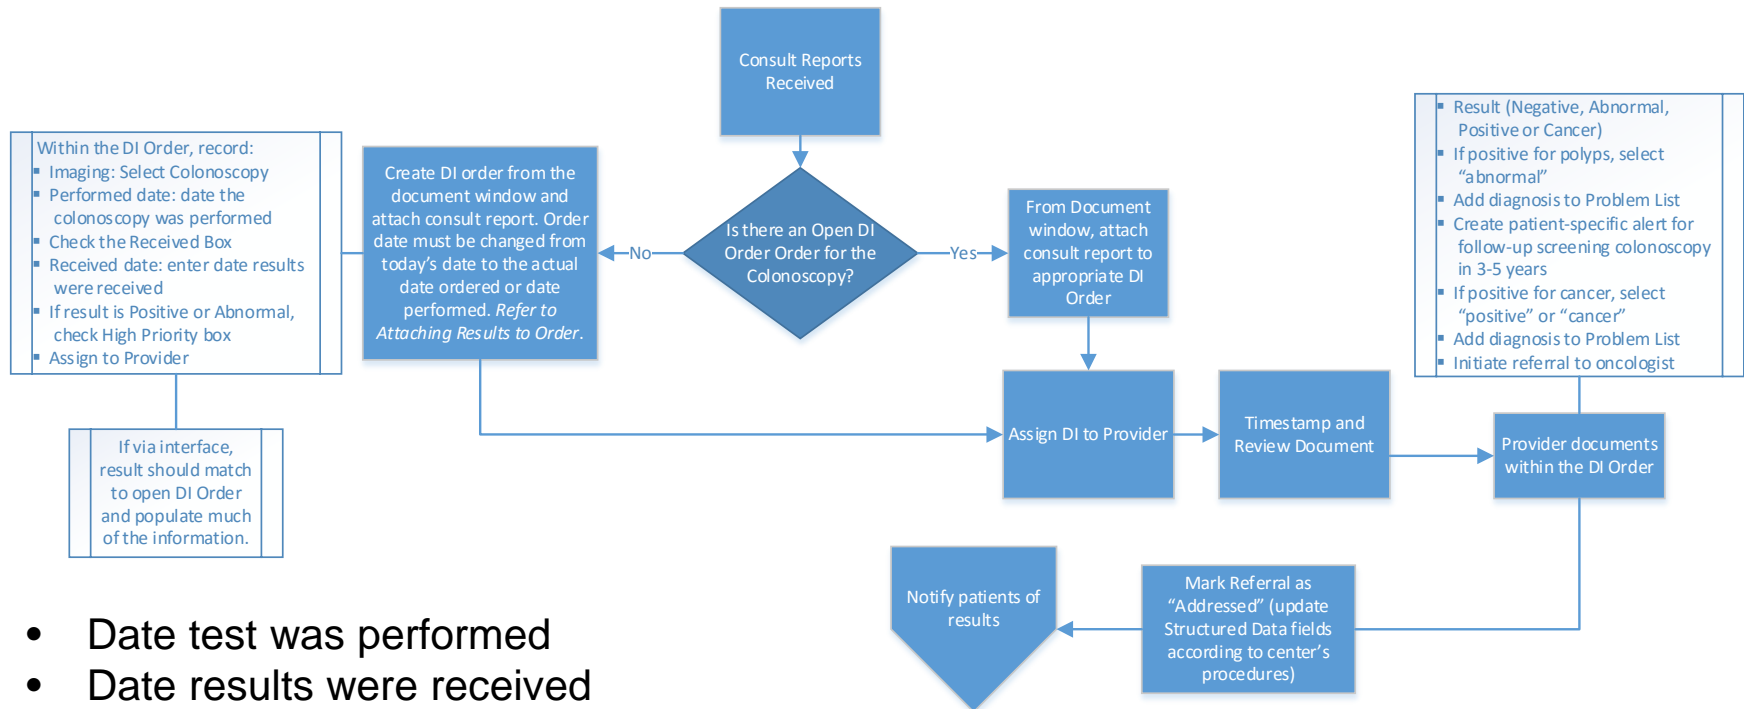 Consult Reports
Received
Within the DI Order, record:
▪ Imaging: Select Colonoscopy
▪ Performed date: date the
colonoscopy was performed
▪ Check the Received Box
▪ Received date: enter date results
were received
▪ If result is Positive or Abnormal,
check High Priority box
▪ Assign to Provider
If via interface,
result should match
to open DI Order
and populate much
of the information.
Create DI order from the
document window and
attach consult report. Order
date must be changed from
today’s date to the actual
date ordered or date
performed. Refer to
Attaching Results to Order.
No
Is there an Open DI
Order Order for the
Colonoscopy?
Yes
From Document
window, attach
consult report to
appropriate DI
Order
Assign DI to Provider
Timestamp and
Review Document
▪ Result (Negative, Abnormal,
Positive or Cancer)
▪ If positive for polyps, select
“abnormal”
▪ Add diagnosis to Problem List
▪ Create patient-specific alert for
follow-up screening colonoscopy
in 3-5 years
▪ If positive for cancer, select
“positive” or “cancer”
▪ Add diagnosis to Problem List
▪ Initiate referral to oncologist
Provider documents
within the DI Order
Mark Referral as
“Addressed” (update
Structured Data fields
according to center’s
procedures)
Notify patients of
results
• Date test was performed
• Date results were received